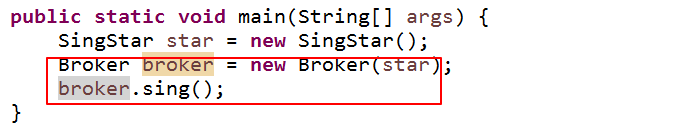 public static void main(String[] args) {
    SingStar star = new SingStar();
    Broker broker = new Broker(star);
    broker.sing();
}